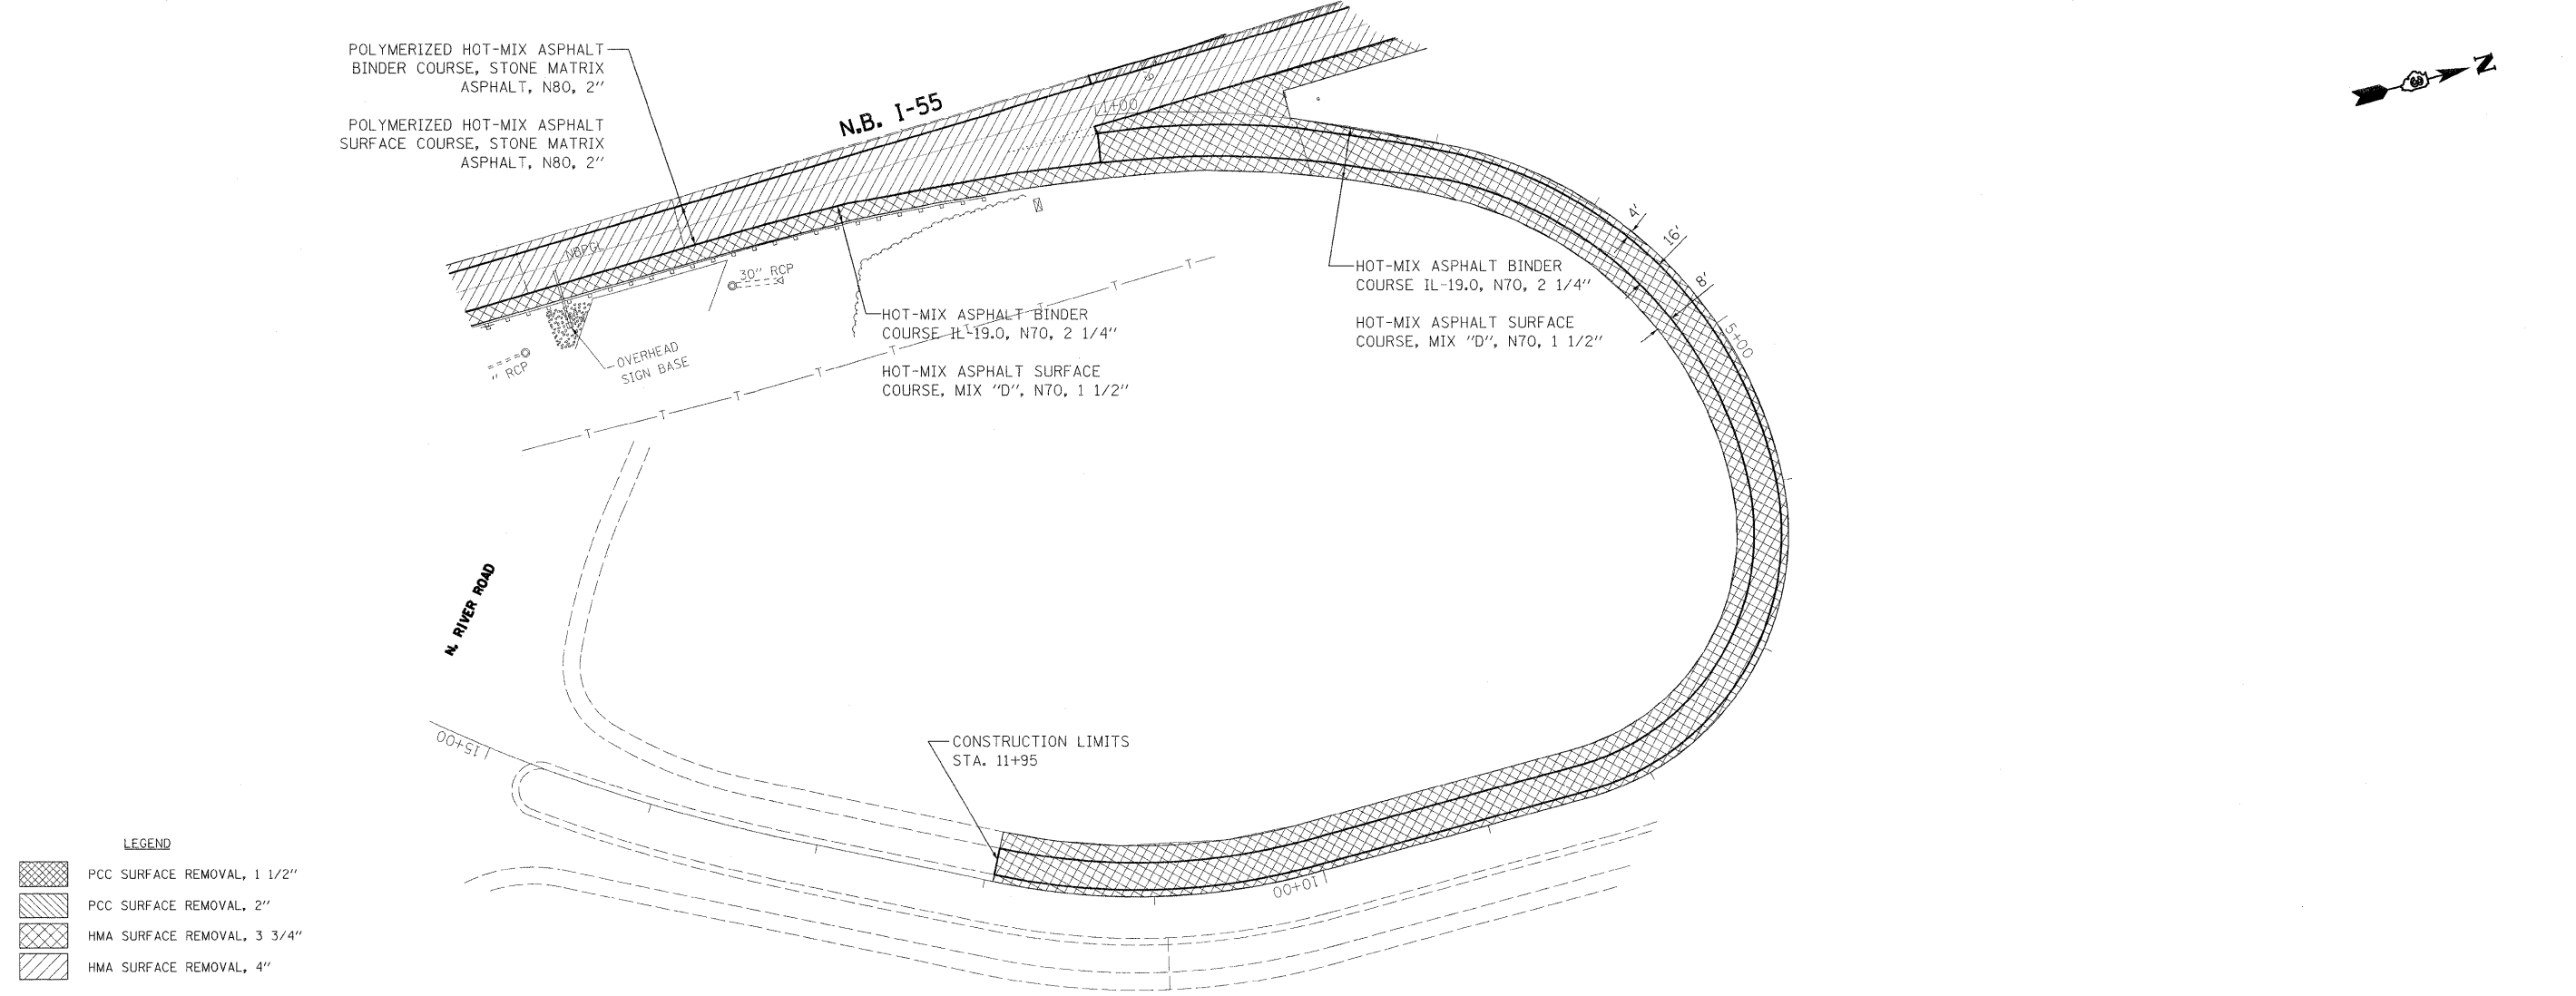 POLYMERIZED HOT-MIX ASPHALT
BINDER COURSE, STONE MATRIX
ASPHALT, N80, 2"
POLYMERIZED HOT-MIX ASPHALT
SURFACE COURSE, STONE MATRIX
ASPHALT, N80, 2"
N.B. I-55
1+00
N
NBPGL
30" RCP
" RCP
OVERHEAD
SIGN BASE
HOT-MIX ASPHALT BINDER
COURSE IL-19.0, N70, 2 1/4"
HOT-MIX ASPHALT SURFACE
COURSE, MIX "D", N70, 1 1/2"
HOT-MIX ASPHALT BINDER
COURSE IL-19.0, N70, 2 1/4"
HOT-MIX ASPHALT SURFACE
COURSE, MIX "D", N70, 1 1/2"
4'
16'
8'
5+00
T
T
T
T
T
T
T
T
T
N. RIVER ROAD
15+00
CONSTRUCTION LIMITS
STA. 11+95
10+00
LEGEND
PCC SURFACE REMOVAL, 1 1/2"
PCC SURFACE REMOVAL, 2"
HMA SURFACE REMOVAL, 3 3/4"
HMA SURFACE REMOVAL, 4"